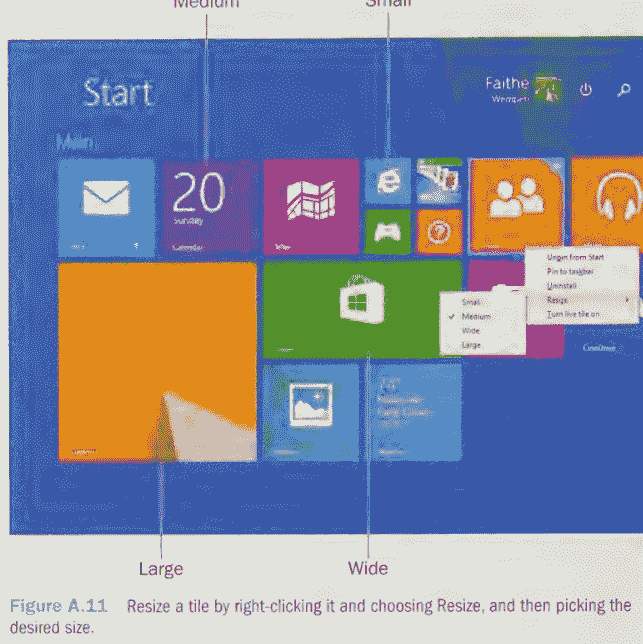 Medium
Small
Start
Faithe
Main
20
Sunday
Calendar
Unpin from Start
Pin to taskbar
Uninstall
Resize
Turn live tile on
Small
Medium
Wide
Large
OneDrive
Large
Wide
Figure A.11 Resize a tile by right-clicking it and choosing Resize, and then picking the
desired size.